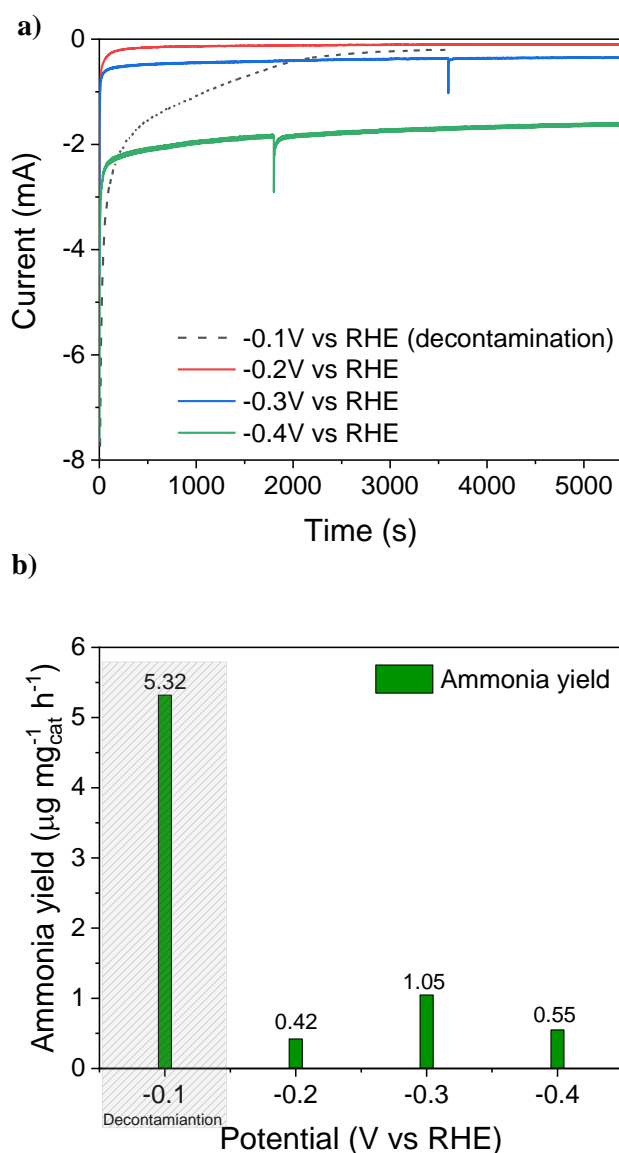 a)
0
-2
-4
-6
-8
Current (mA)
-0.1V vs RHE (decontamination)
-0.2V vs RHE
-0.3V vs RHE
-0.4V vs RHE
0 1000 2000 3000 4000 5000
Time (s)
b)
6
5
4
3
2
1
0
Ammonia yield (µg mg⁻¹cat h⁻¹)
Ammonia yield
5.32
0.42
1.05
0.55
-0.1 -0.2 -0.3 -0.4
Decontamiantion
Potential (V vs RHE)